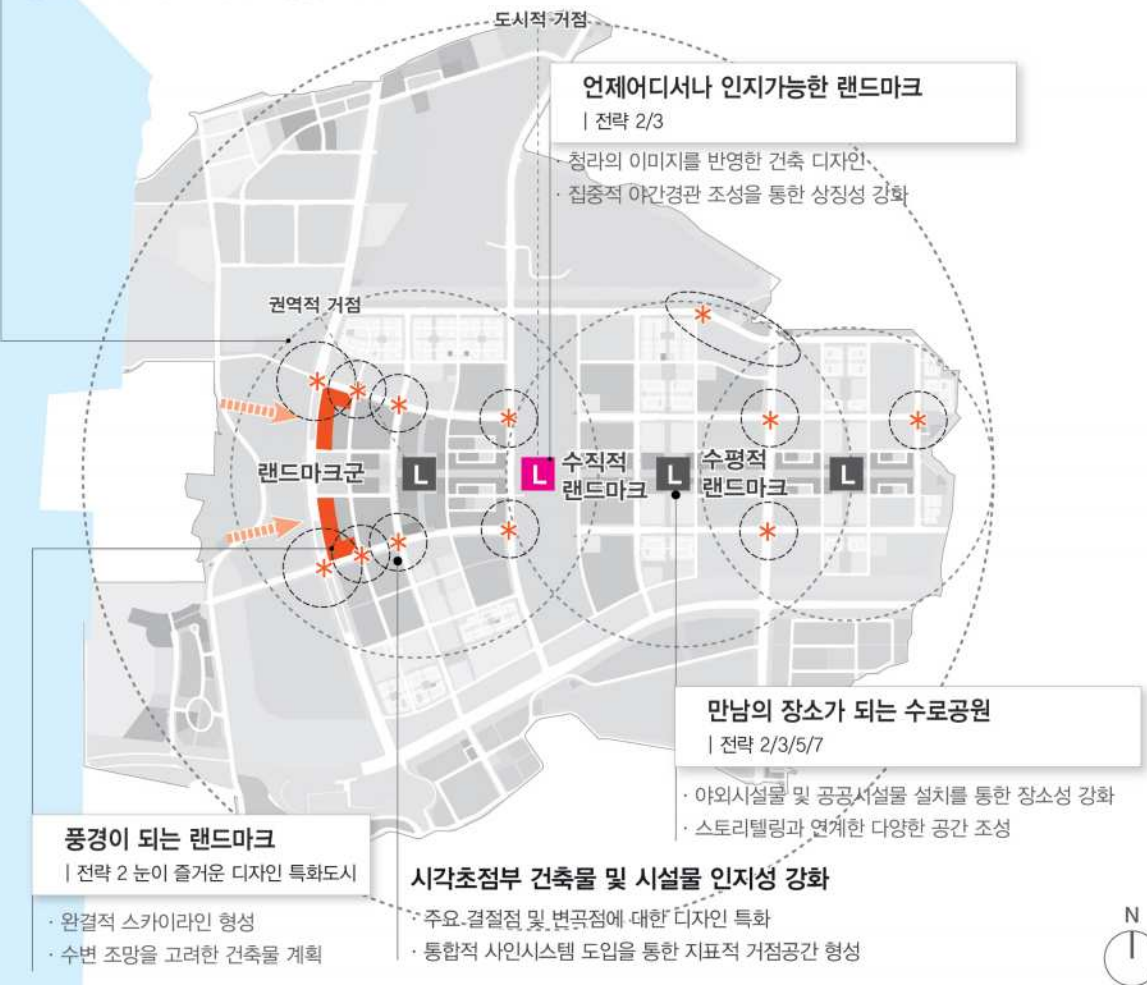 도시적 거점
언제어디서나 인지가능한 랜드마크
| 전략 2/3
· 청라의 이미지를 반영한 건축 디자인
· 집중적 야간경관 조성을 통한 상징성 강화
권역적 거점
랜드마크군
L
L
수직적
랜드마크
L
수평적
랜드마크
L
만남의 장소가 되는 수로공원
| 전략 2/3/5/7
· 야외시설물 및 공공시설물 설치를 통한 장소성 강화
· 스토리텔링과 연계한 다양한 공간 조성
풍경이 되는 랜드마크
| 전략 2 눈이 즐거운 디자인 특화도시
· 완결적 스카이라인 형성
· 수변 조망을 고려한 건축물 계획
시각초점부 건축물 및 시설물 인지성 강화
· 주요 결절점 및 변곡점에 대한 디자인 특화
· 통합적 사인시스템 도입을 통한 지표적 거점공간 형성
N